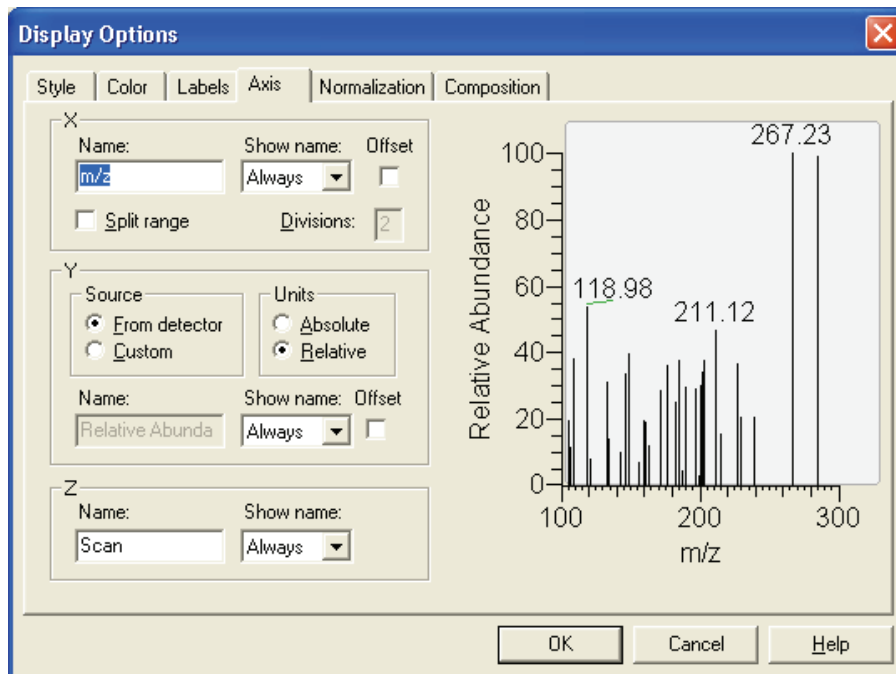 Display Options
Style Color Labels Axis Normalization Composition
X
Name: Show name: Offset
m/z Always
Split range Divisions: 2
Y
Source Units
From detector Absolute
Custom Relative
Name: Show name: Offset
Relative Abunda Always
Z
Name: Show name:
Scan Always
267.23
100
80
60
118.98
211.12
40
20
0
Relative Abundance
100 200 300
m/z
OK Cancel Help